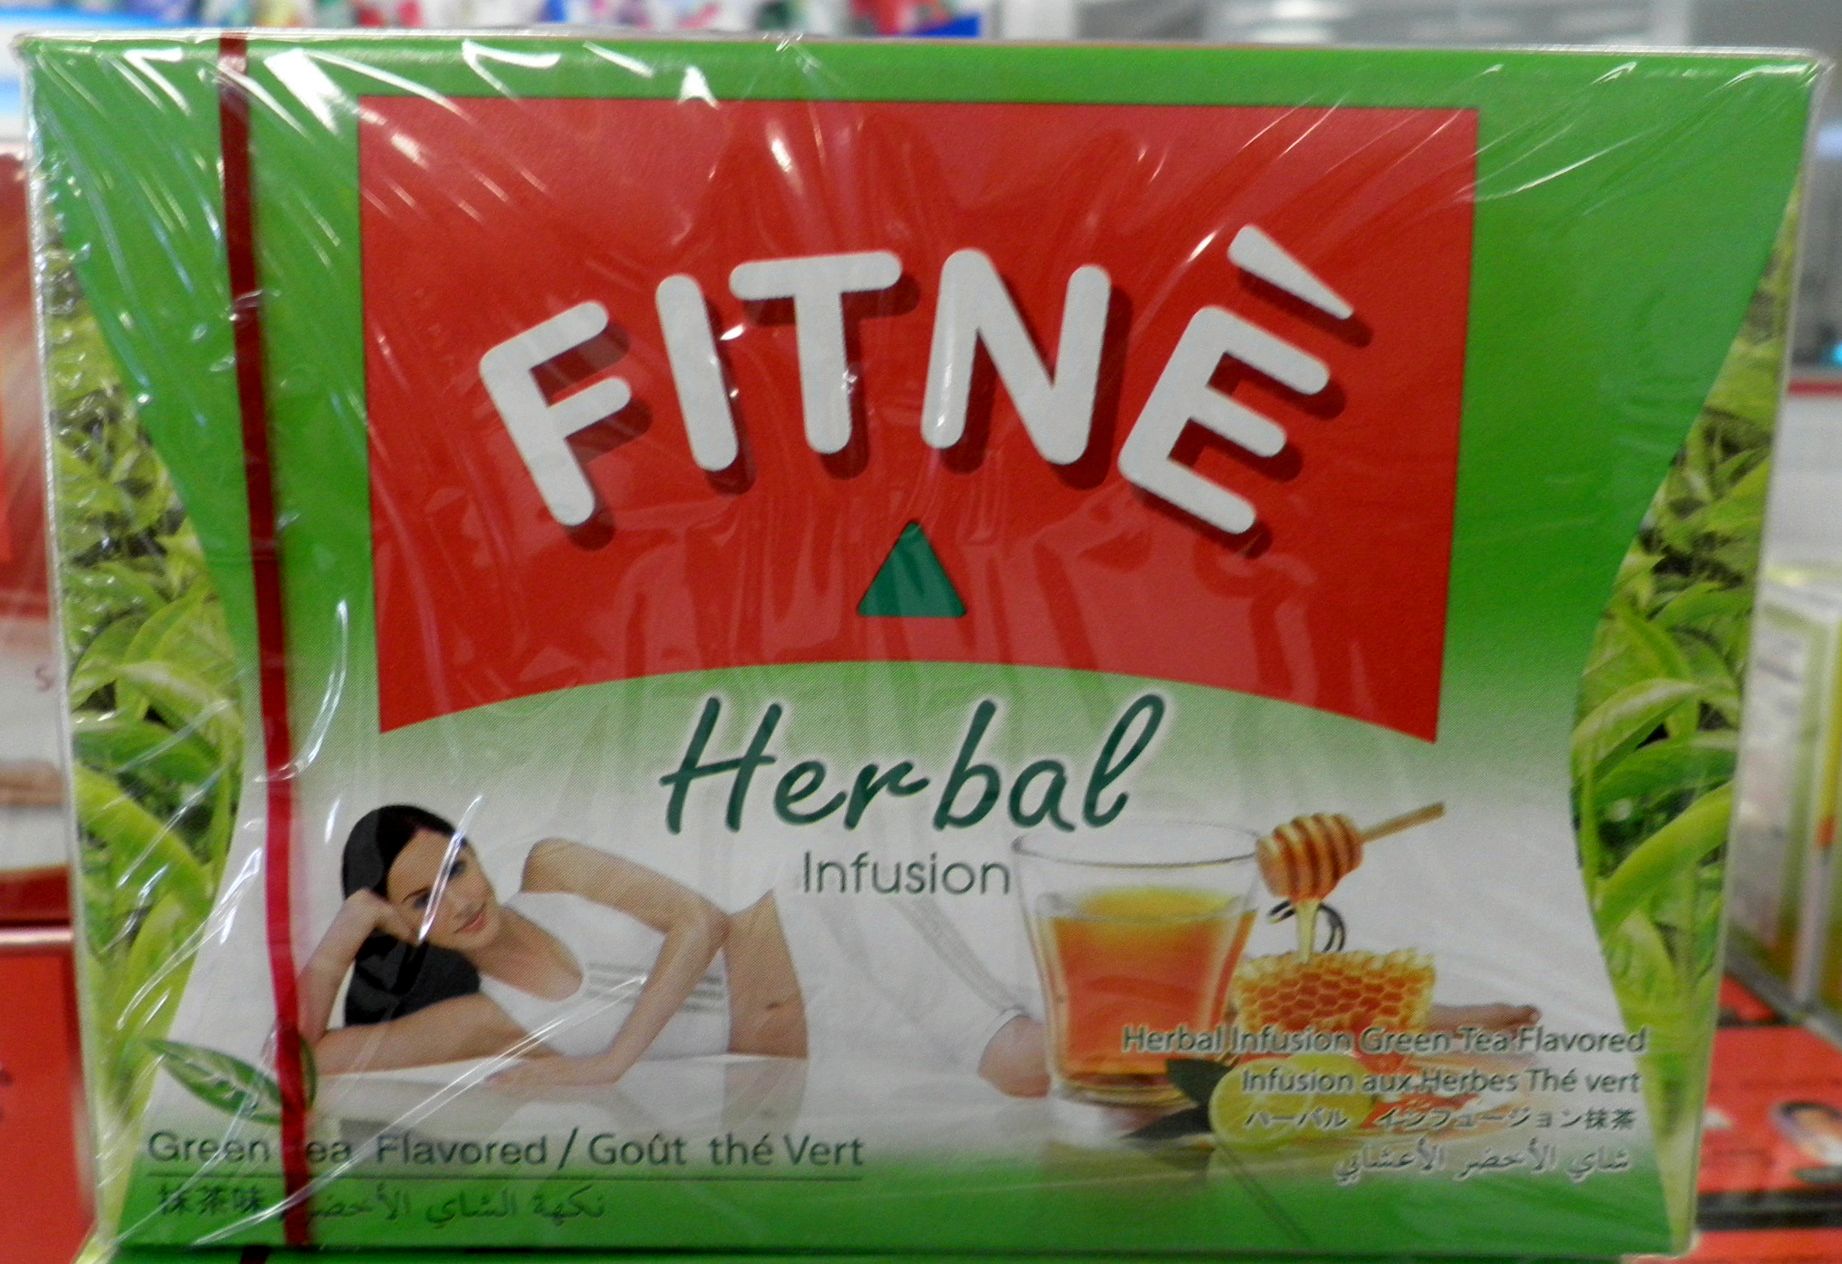 FITNÈ
Herbal
Infusion
Herbal Infusion Green Tea Flavored
Infusion aux Herbes Thé vert
ハーバル インフュージョン抹茶
شاي الأخضر الأعشابي
Green ea Flavored / Goût thé Vert
抹茶味 نكهة الشاي الأخضر